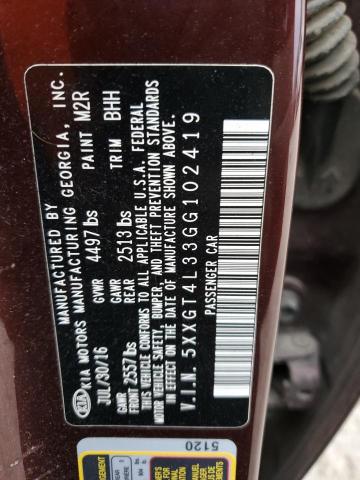 MANUFACTURED BY
KIA MOTORS MANUFACTURING GEORGIA, INC.
JUL/30/16 GVWR 4497 lbs PAINT M2R
GAWR FRONT 2557 lbs GAWR REAR 2513 lbs TRIM BHH
THIS VEHICLE CONFORMS TO ALL APPLICABLE U.S.A. FEDERAL
MOTOR VEHICLE SAFETY, BUMPER, AND THEFT PREVENTION STANDARDS
IN EFFECT ON THE DATE OF MANUFACTURE SHOWN ABOVE.
V.I.N. 5XXGT4L33GG102419
PASSENGER CAR
5120